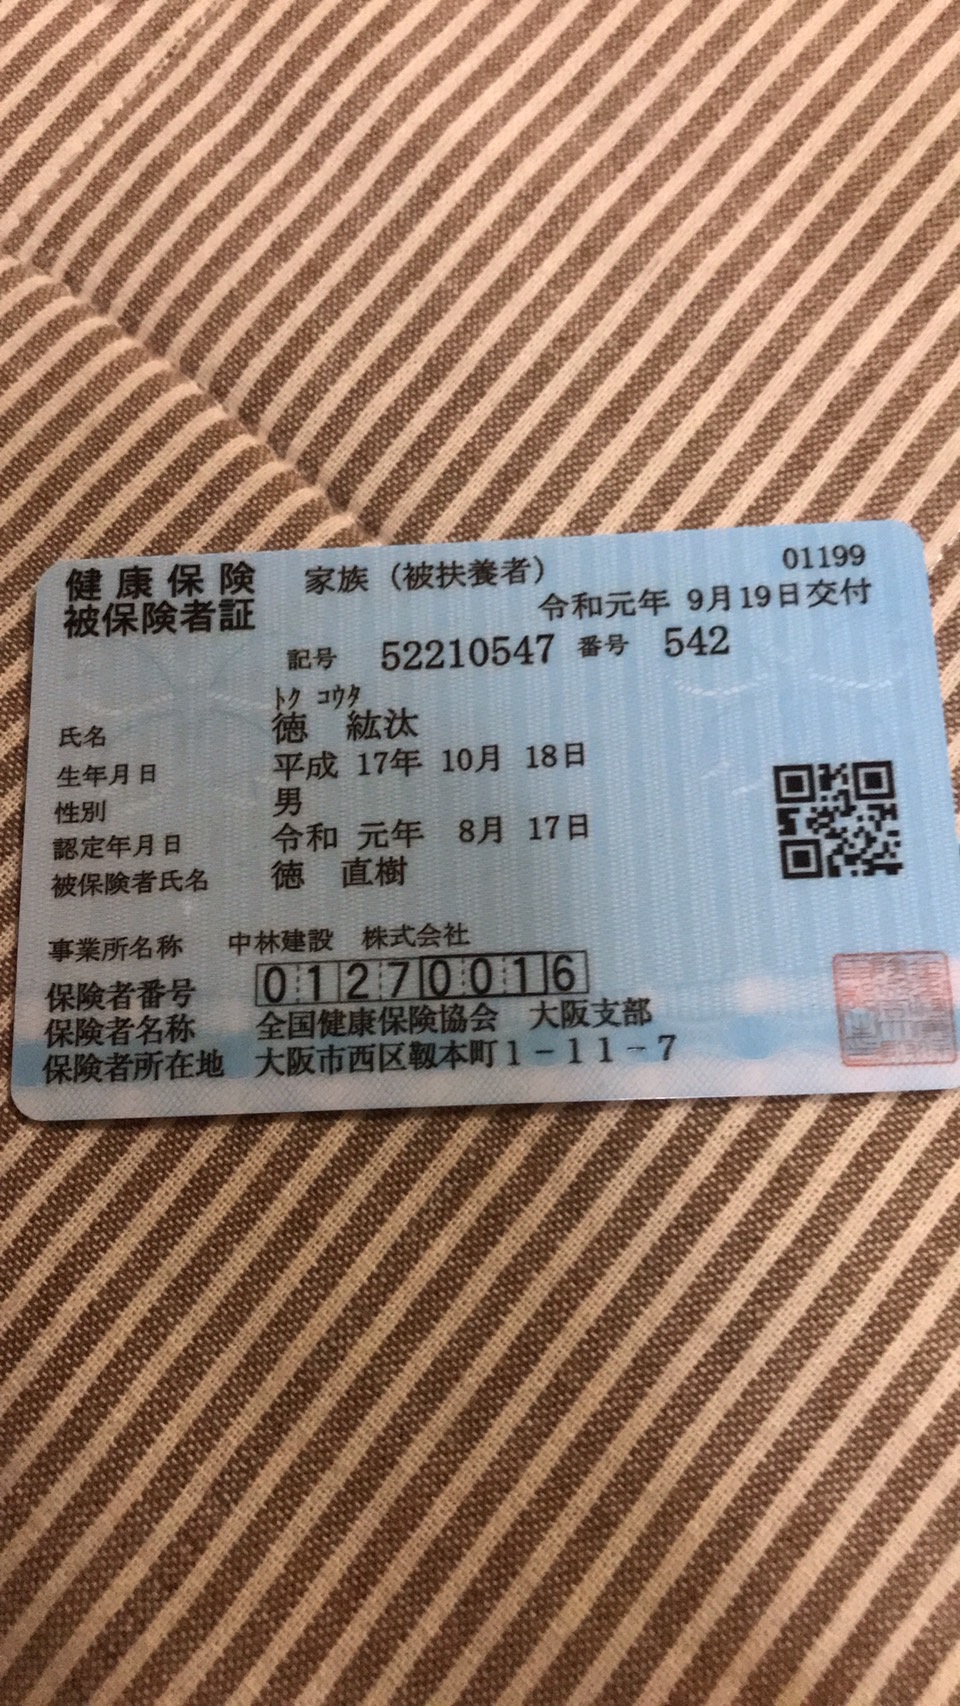 健康保険 家族（被扶養者） 01199
被保険者証 令和元年 9月19日交付
記号 52210547 番号 542
ﾄｸ ｺｳﾀ
氏名 徳 紘汰
生年月日 平成 17年 10月 18日
性別 男
認定年月日 令和 元年 8月 17日
被保険者氏名 徳 直樹
事業所名称 中林建設 株式会社
保険者番号 01270016
保険者名称 全国健康保険協会 大阪支部
保険者所在地 大阪市西区靱本町1－11－7